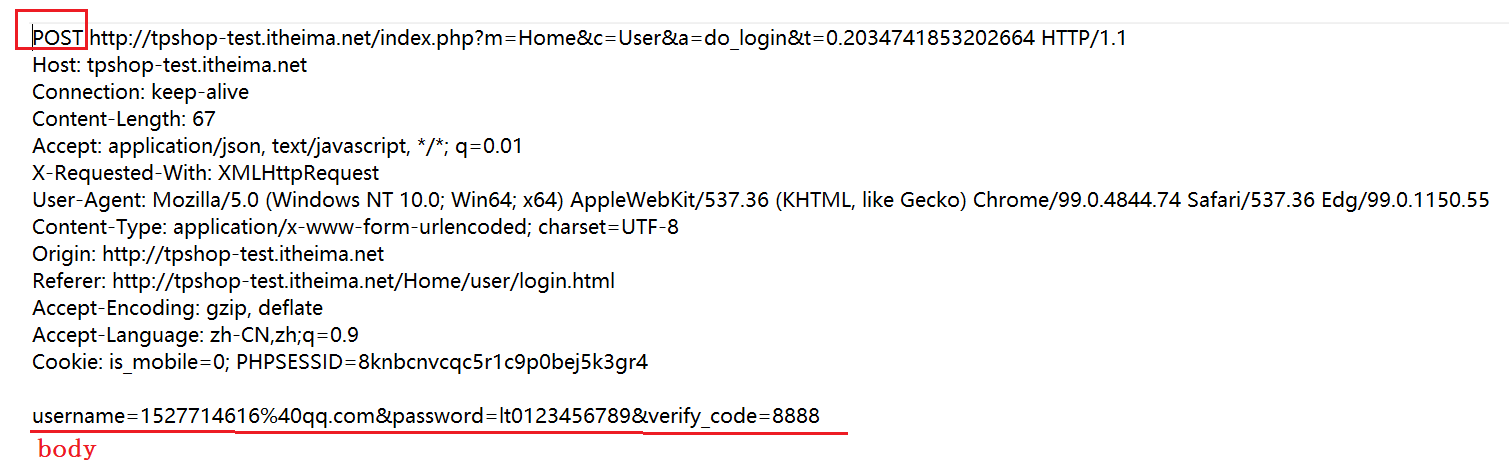 POST http://tpshop-test.itheima.net/index.php?m=Home&c=User&a=do_login&t=0.2034741853202664 HTTP/1.1
Host: tpshop-test.itheima.net
Connection: keep-alive
Content-Length: 67
Accept: application/json, text/javascript, */*; q=0.01
X-Requested-With: XMLHttpRequest
User-Agent: Mozilla/5.0 (Windows NT 10.0; Win64; x64) AppleWebKit/537.36 (KHTML, like Gecko) Chrome/99.0.4844.74 Safari/537.36 Edg/99.0.1150.55
Content-Type: application/x-www-form-urlencoded; charset=UTF-8
Origin: http://tpshop-test.itheima.net
Referer: http://tpshop-test.itheima.net/Home/user/login.html
Accept-Encoding: gzip, deflate
Accept-Language: zh-CN,zh;q=0.9
Cookie: is_mobile=0; PHPSESSID=8knbcnvcqc5r1c9p0bej5k3gr4
username=1527714616%40qq.com&password=lt0123456789&verify_code=8888
body